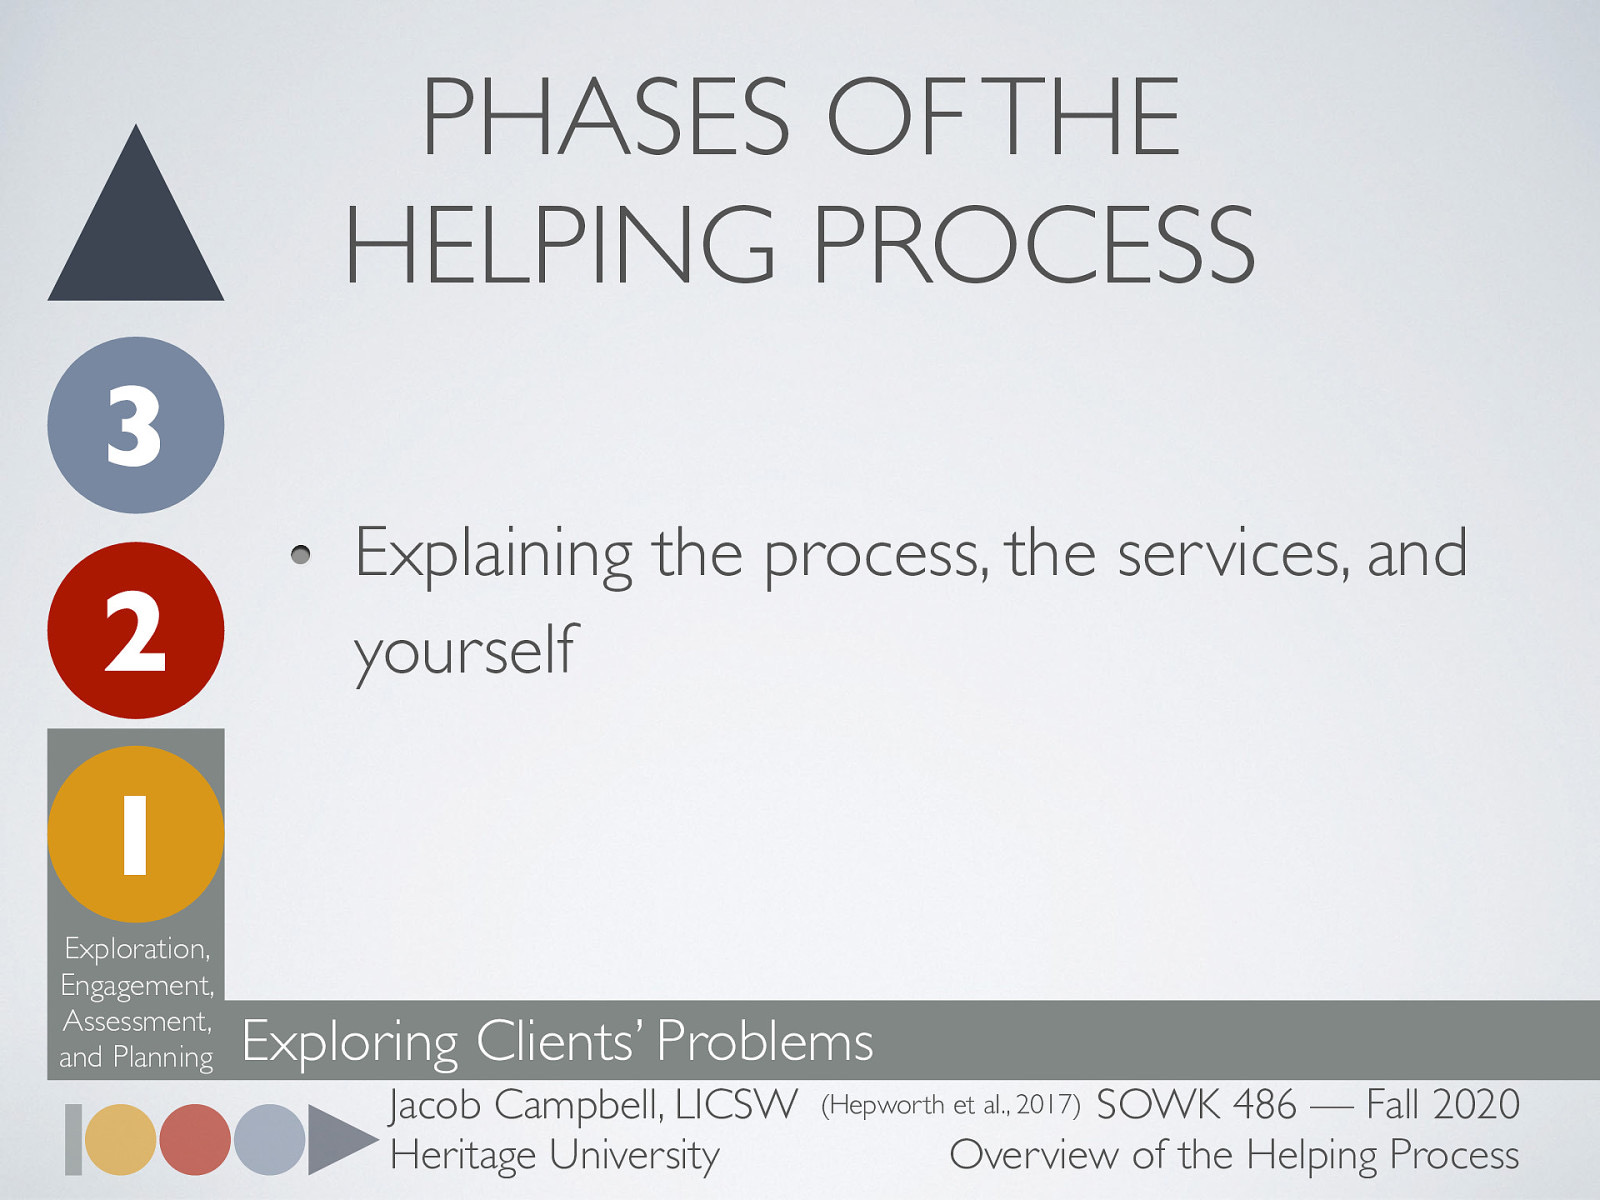 PHASES OF THE
HELPING PROCESS
3
2
1
• Explaining the process, the services, and
yourself
Exploration,
Engagement,
Assessment,
and Planning
Exploring Clients’ Problems
Jacob Campbell, LICSW (Hepworth et al., 2017) SOWK 486 — Fall 2020
Heritage University Overview of the Helping Process